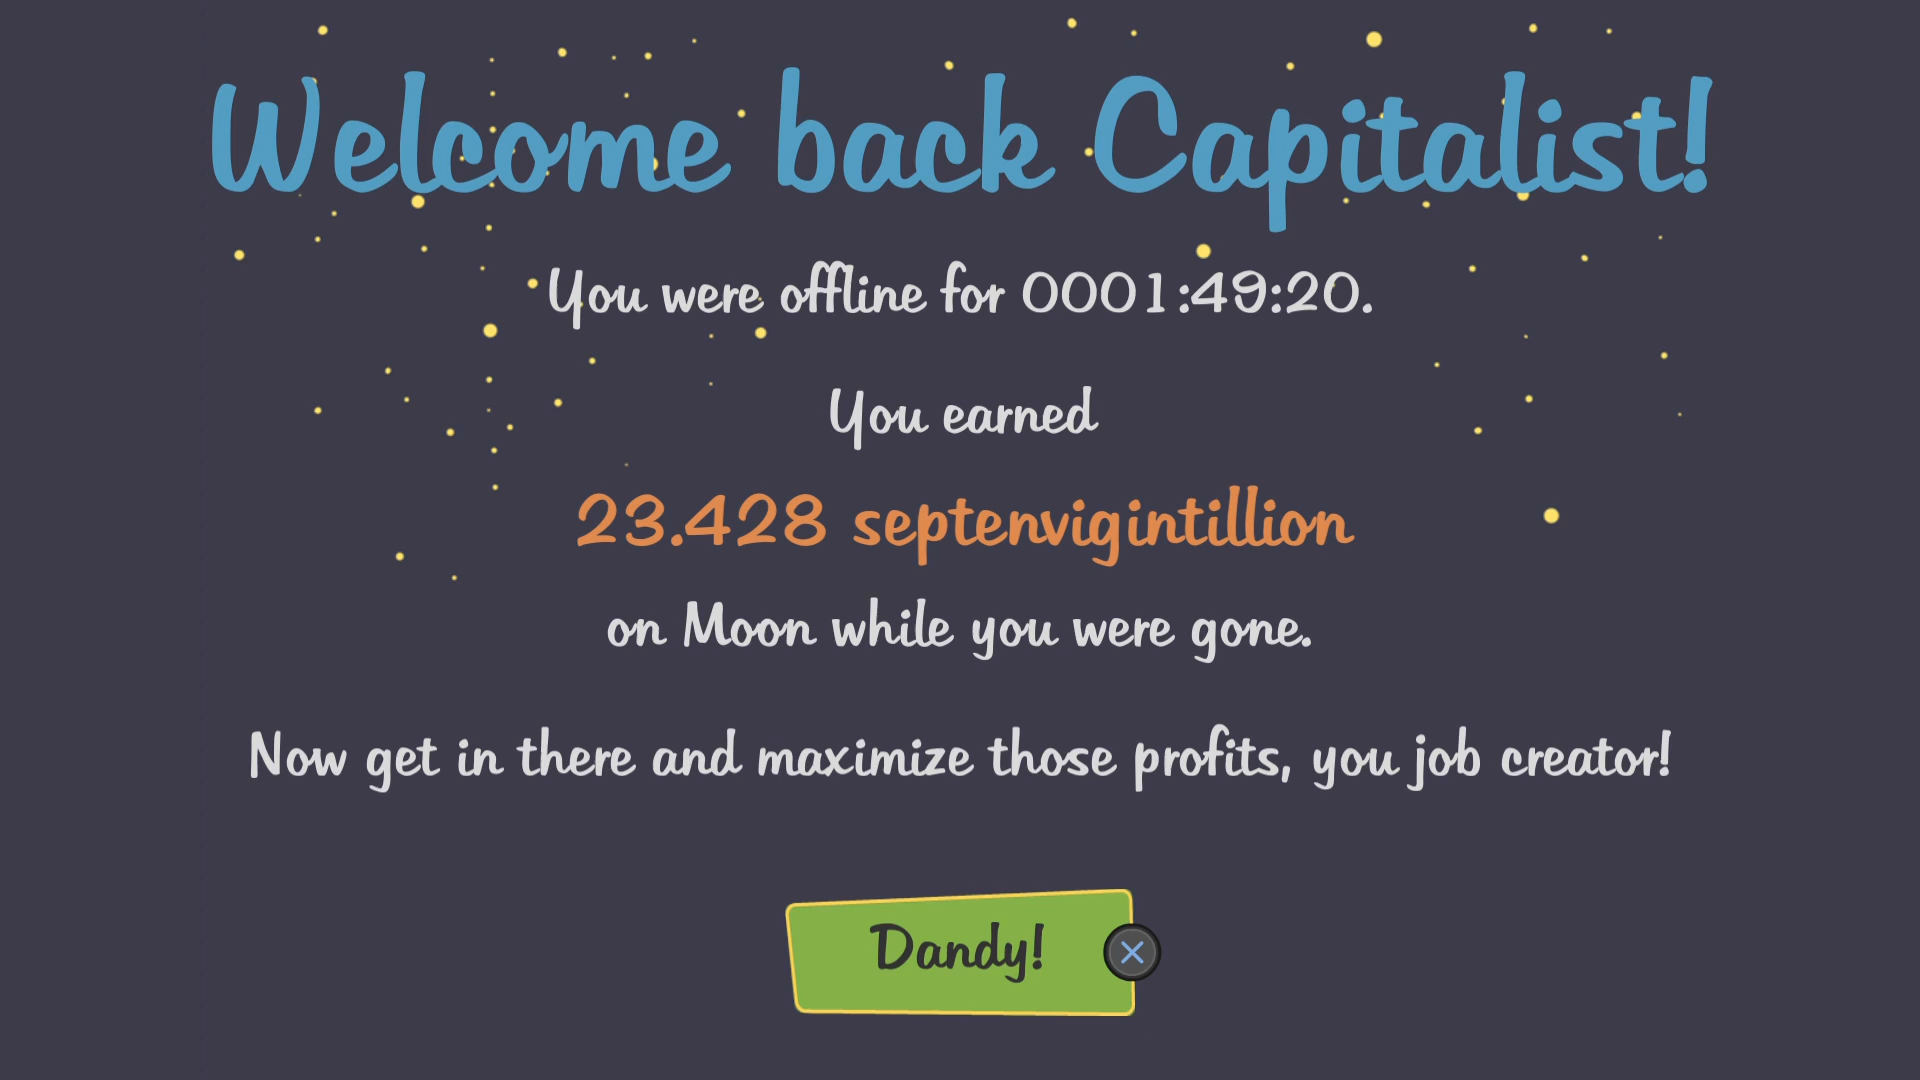 Welcome back Capitalist!
You were offline for 0001:49:20.
You earned
23.428 septenvigintillion
on Moon while you were gone.
Now get in there and maximize those profits, you job creator!
Dandy!